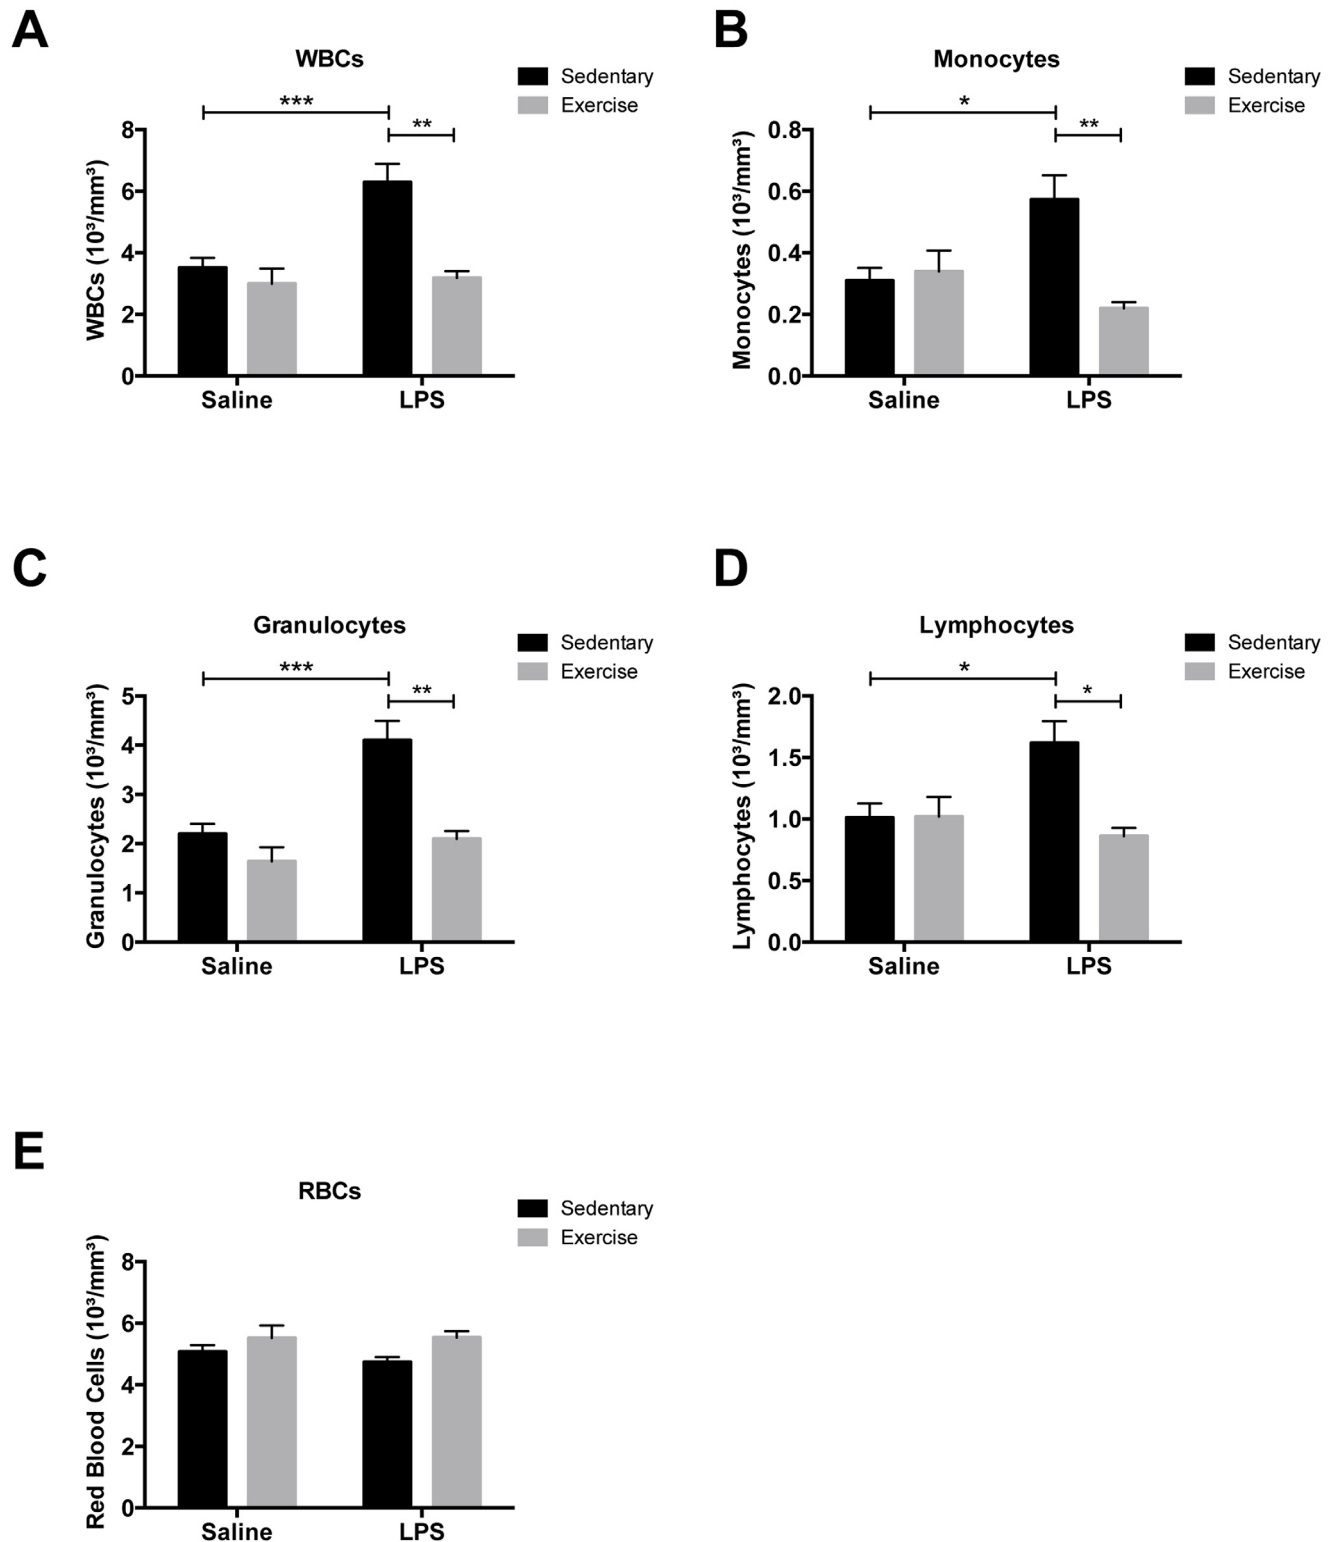 A
WBCs
Sedentary
Exercise
***
**
WBCs (10³/mm³)
8
6
4
2
0
Saline
LPS
B
Monocytes
Sedentary
Exercise
*
**
Monocytes (10³/mm³)
0.8
0.6
0.4
0.2
0.0
Saline
LPS
C
Granulocytes
Sedentary
Exercise
***
**
Granulocytes (10³/mm³)
5
4
3
2
1
0
Saline
LPS
D
Lymphocytes
Sedentary
Exercise
*
*
Lymphocytes (10³/mm³)
2.0
1.5
1.0
0.5
0.0
Saline
LPS
E
RBCs
Sedentary
Exercise
Red Blood Cells (10³/mm³)
8
6
4
2
0
Saline
LPS